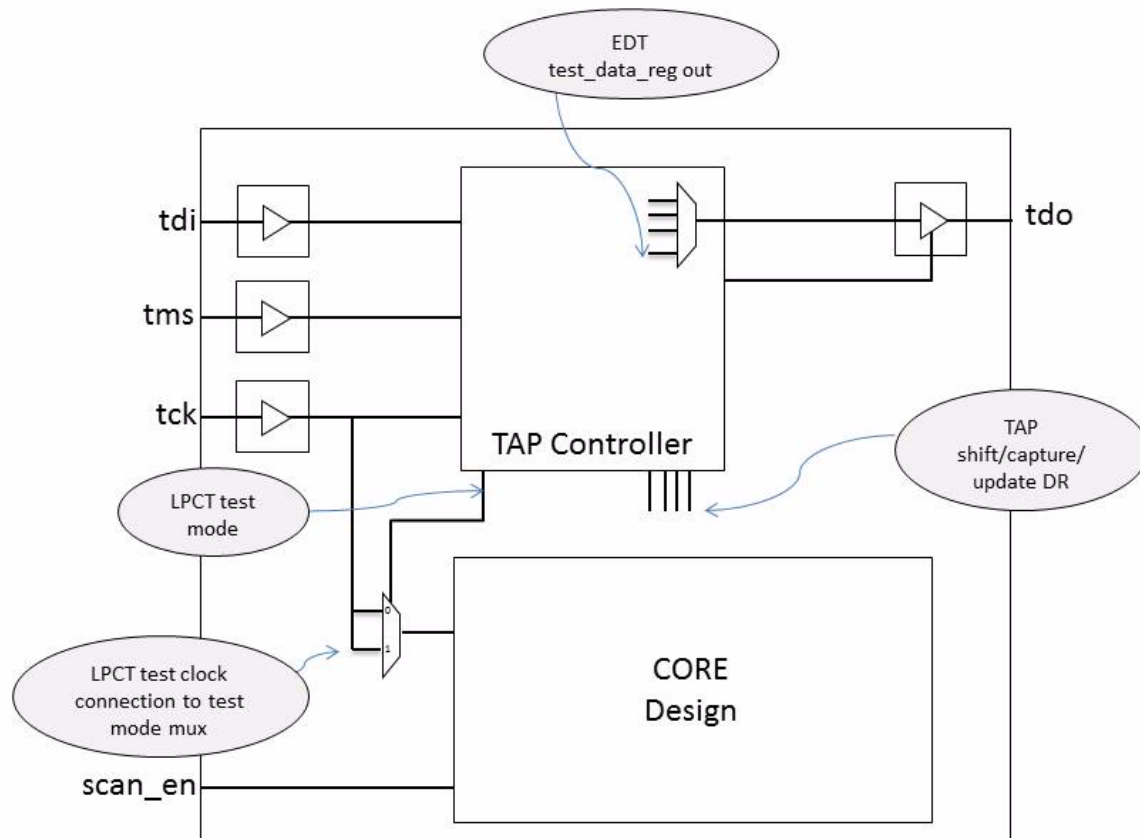 EDT
test_data_reg out
tdi
tdo
tms
tck
TAP Controller
TAP
shift/capture/
update DR
LPCT test
mode
0
1
LPCT test clock
connection to test
mode mux
CORE
Design
scan_en